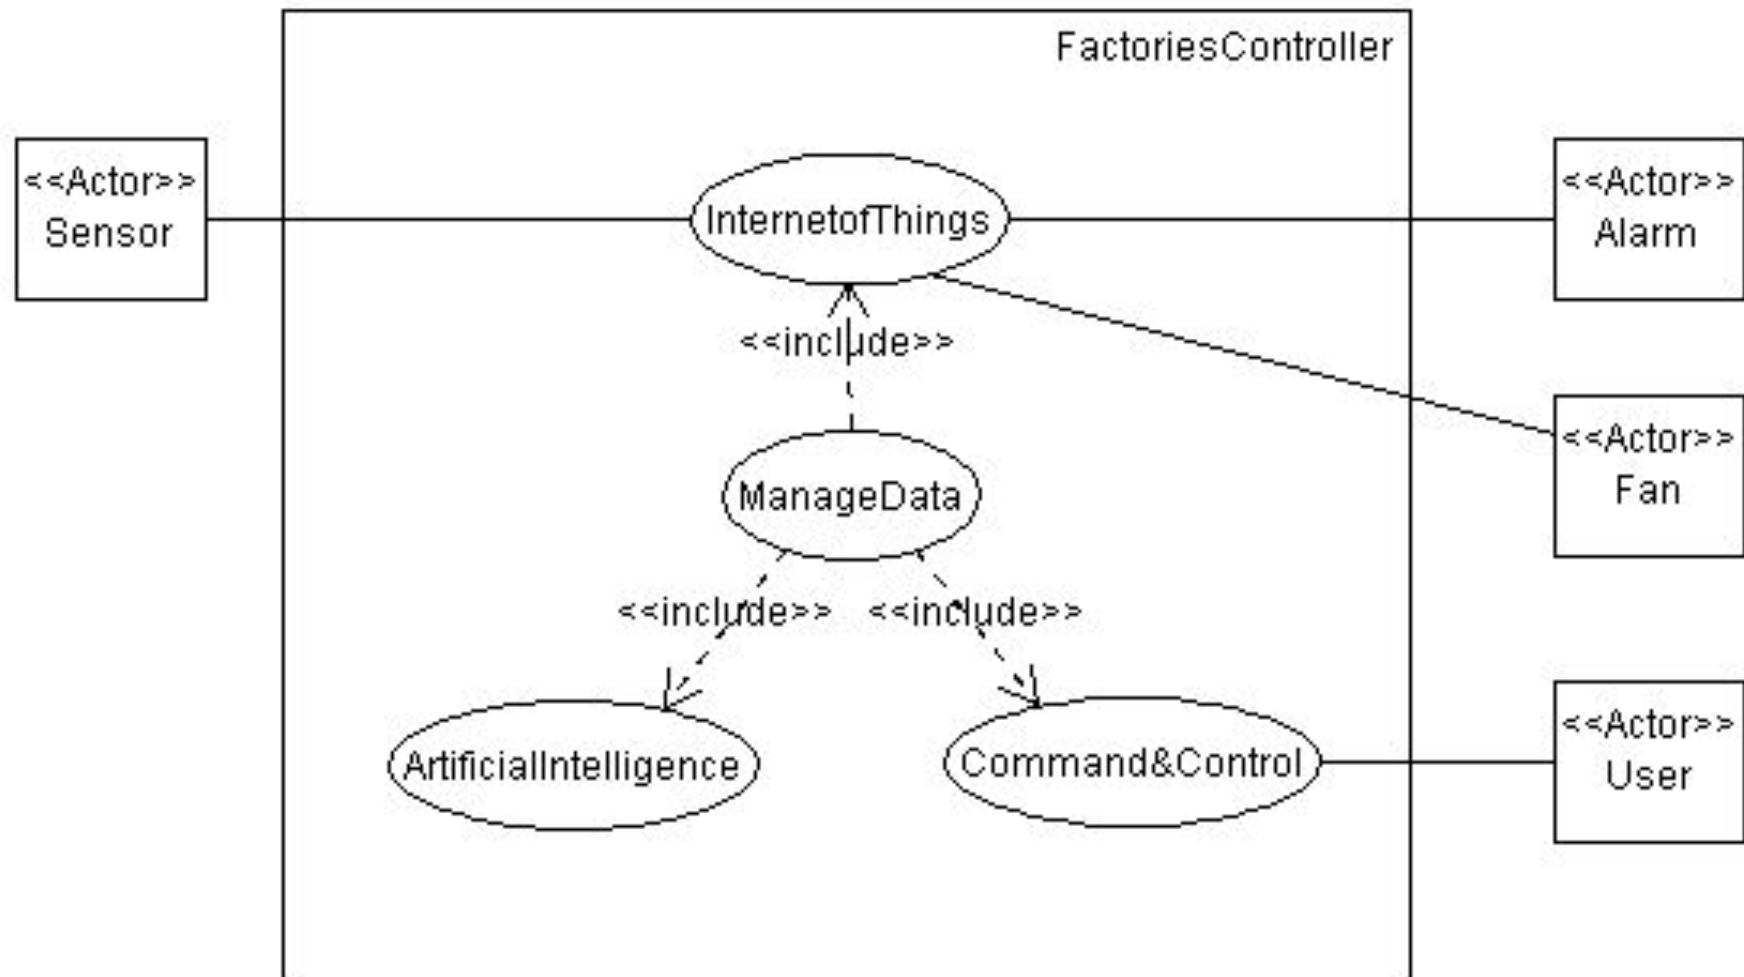 FactoriesController
<<Actor>>
Sensor
InternetofThings
<<Actor>>
Alarm
<<include>>
<<Actor>>
Fan
ManageData
<<include>>
<<include>>
<<Actor>>
User
ArtificialIntelligence
Command&Control